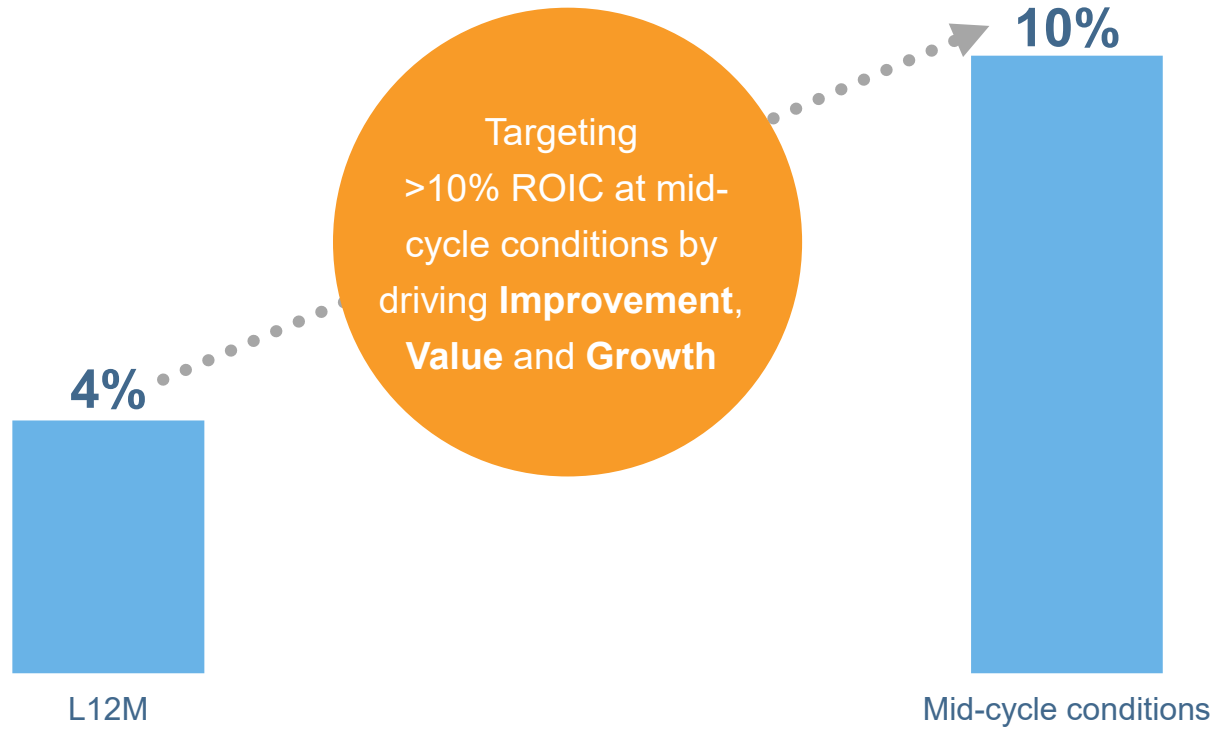 10%
Targeting
>10% ROIC at mid-
cycle conditions by
driving Improvement,
Value and Growth
4%
L12M
Mid-cycle conditions